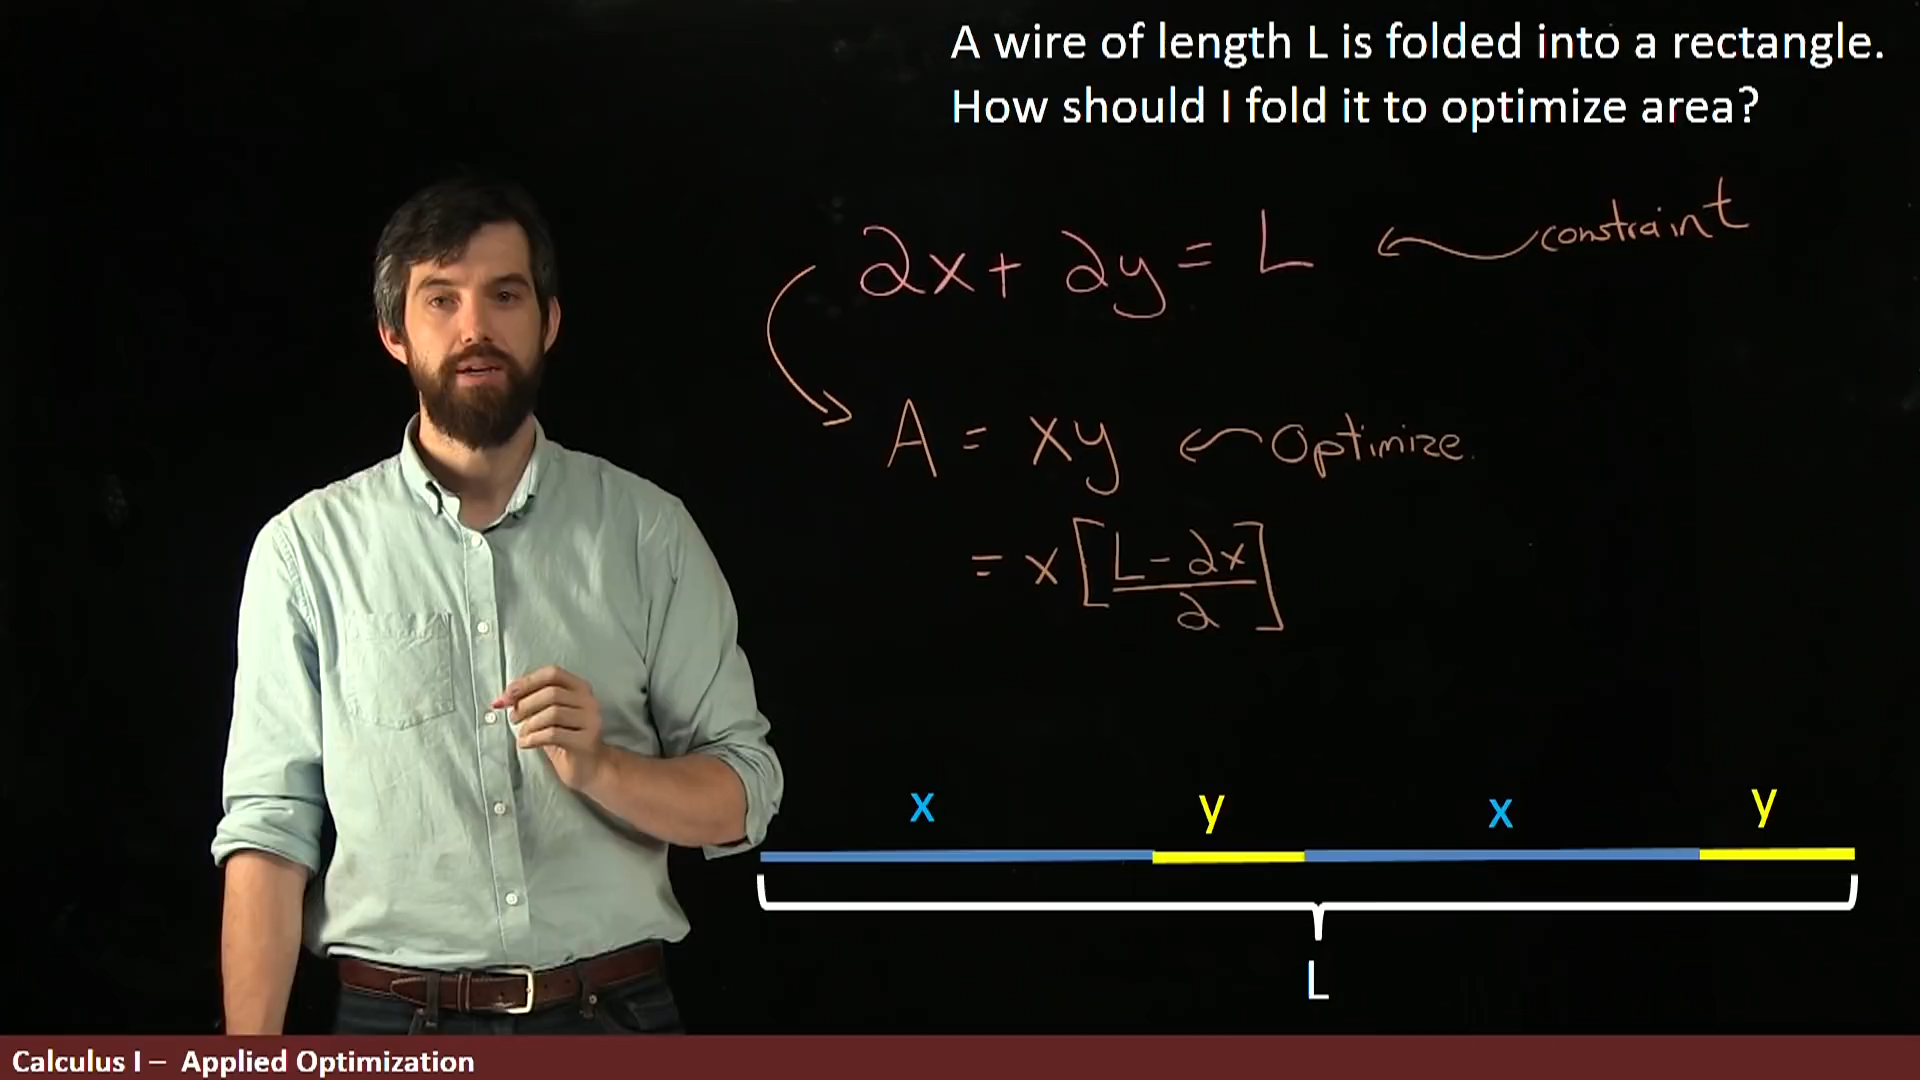 A wire of length L is folded into a rectangle.
How should I fold it to optimize area?
2x + 2y = L ← constraint
A = xy ← Optimize.
= x [ L - 2x / 2 ]
x y x y
L
Calculus I – Applied Optimization